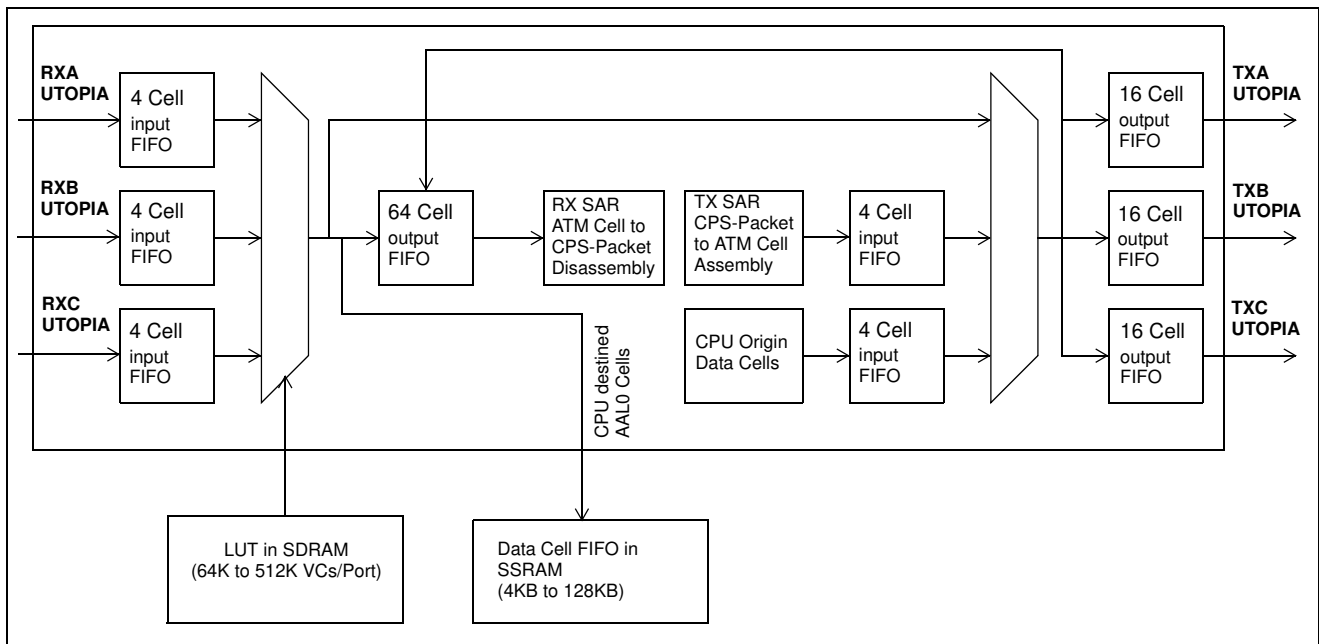 RXA
UTOPIA
4 Cell
input
FIFO
RXB
UTOPIA
4 Cell
input
FIFO
RXC
UTOPIA
4 Cell
input
FIFO
64 Cell
output
FIFO
RX SAR
ATM Cell to
CPS-Packet
Disassembly
TX SAR
CPS-Packet
to ATM Cell
Assembly
4 Cell
input
FIFO
CPU Origin
Data Cells
4 Cell
input
FIFO
16 Cell
output
FIFO
TXA
UTOPIA
16 Cell
output
FIFO
TXB
UTOPIA
16 Cell
output
FIFO
TXC
UTOPIA
CPU destined
AAL0 Cells
LUT in SDRAM
(64K to 512K VCs/Port)
Data Cell FIFO in
SSRAM
(4KB to 128KB)